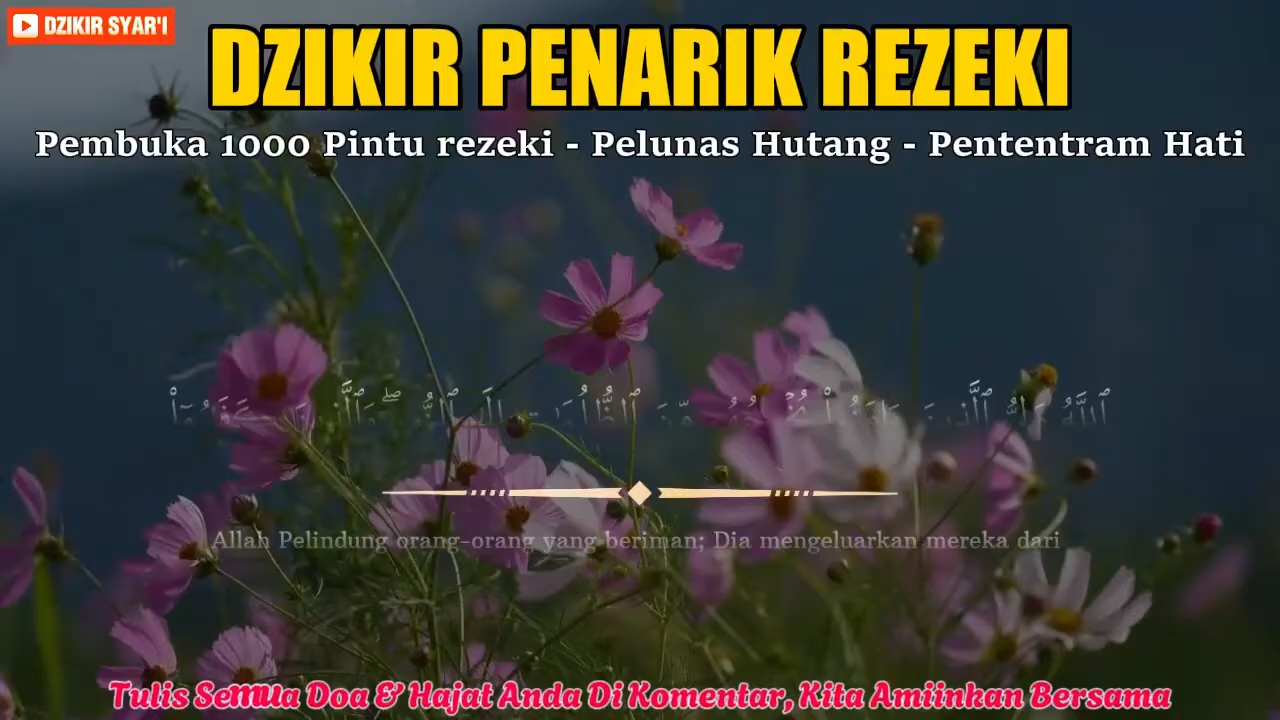 DZIKIR SYAR'I
DZIKIR PENARIK REZEKI
Pembuka 1000 Pintu rezeki - Pelunas Hutang - Pententram Hati
Allah Pelindung orang-orang yang beriman; Dia mengeluarkan mereka dari
Tulis Semua Doa & Hajat Anda Di Komentar, Kita Amiinkan Bersama